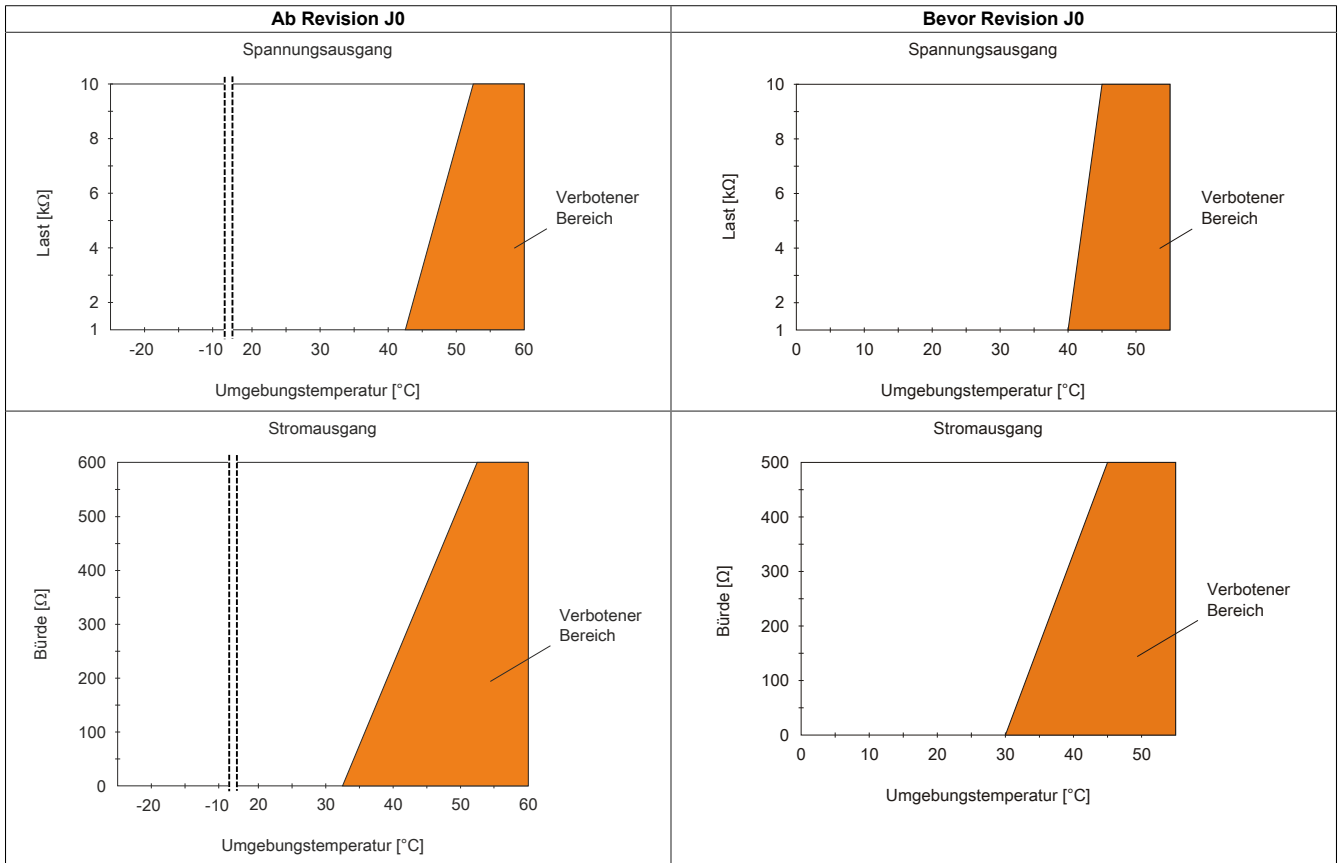 Ab Revision J0
Bevor Revision J0
Spannungsausgang
10
8
6
4
2
1
Last [kΩ]
-20
-10
20
30
40
50
60
Umgebungstemperatur [°C]
Verbotener
Bereich
Spannungsausgang
10
8
6
4
2
1
Last [kΩ]
0
10
20
30
40
50
Umgebungstemperatur [°C]
Verbotener
Bereich
Stromausgang
600
500
400
300
200
100
0
Bürde [Ω]
-20
-10
20
30
40
50
60
Umgebungstemperatur [°C]
Verbotener
Bereich
Stromausgang
500
400
300
200
100
0
Bürde [Ω]
0
10
20
30
40
50
Umgebungstemperatur [°C]
Verbotener
Bereich